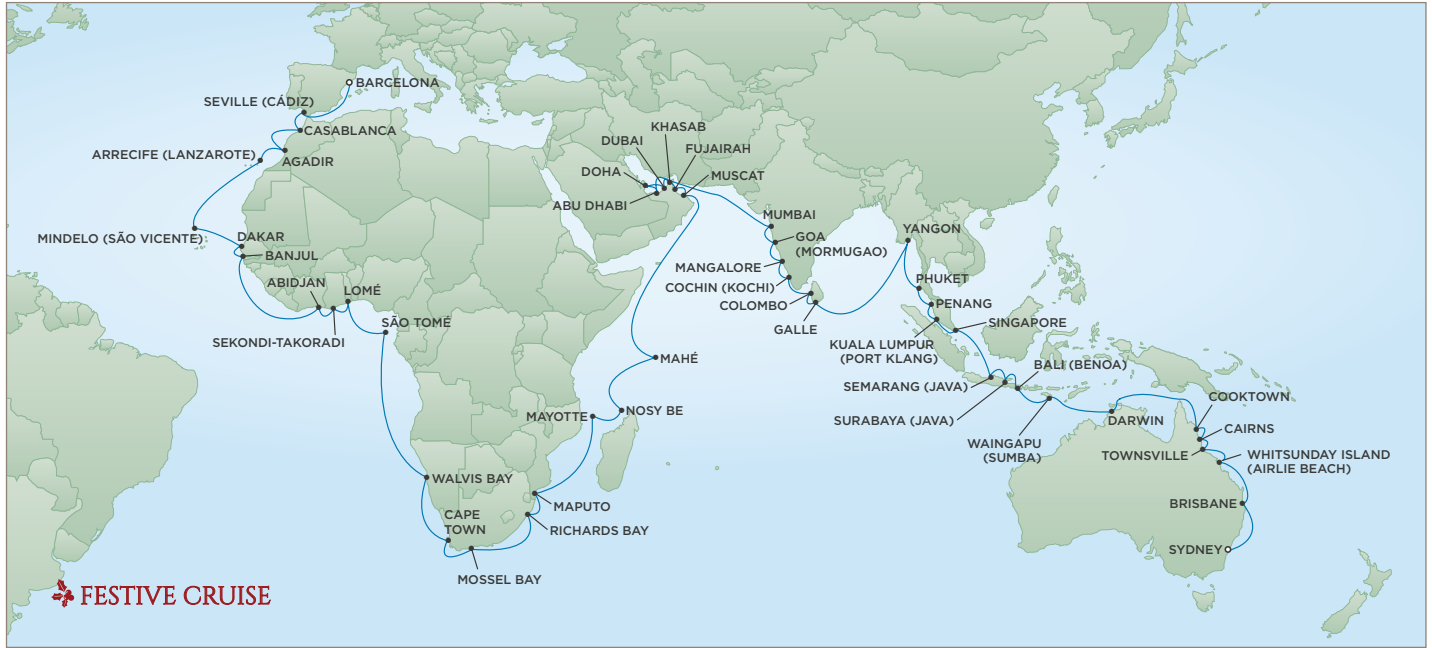 BARCELONA
SEVILLE (CÁDIZ)
CASABLANCA
ARRECIFE (LANZAROTE)
AGADIR
MINDELO (SÃO VICENTE)
DAKAR
BANJUL
ABIDJAN
LOMÉ
SEKONDI-TAKORADI
SÃO TOMÉ
WALVIS BAY
CAPE
TOWN
MOSSEL BAY
RICHARDS BAY
MAPUTO
MAYOTTE
NOSY BE
MAHÉ
KHASAB
DUBAI
FUJAIRAH
DOHA
MUSCAT
ABU DHABI
MUMBAI
GOA
(MORMUGAO)
MANGALORE
COCHIN (KOCHI)
COLOMBO
GALLE
YANGON
PHUKET
PENANG
SINGAPORE
KUALA LUMPUR
(PORT KLANG)
SEMARANG (JAVA)
BALI (BENOA)
SURABAYA (JAVA)
WAINGAPU
(SUMBA)
DARWIN
COOKTOWN
CAIRNS
TOWNSVILLE
WHITSUNDAY ISLAND
(AIRLIE BEACH)
BRISBANE
SYDNEY
FESTIVE CRUISE